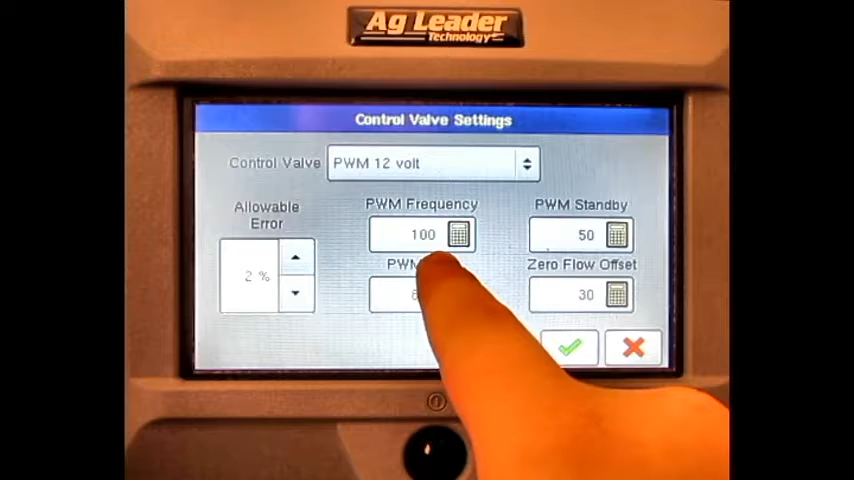 Ag Leader
Technology
Control Valve Settings
Control Valve
PWM 12 volt
Allowable
Error
2 %
PWM Frequency
100
PWM
PWM Standby
50
Zero Flow Offset
30